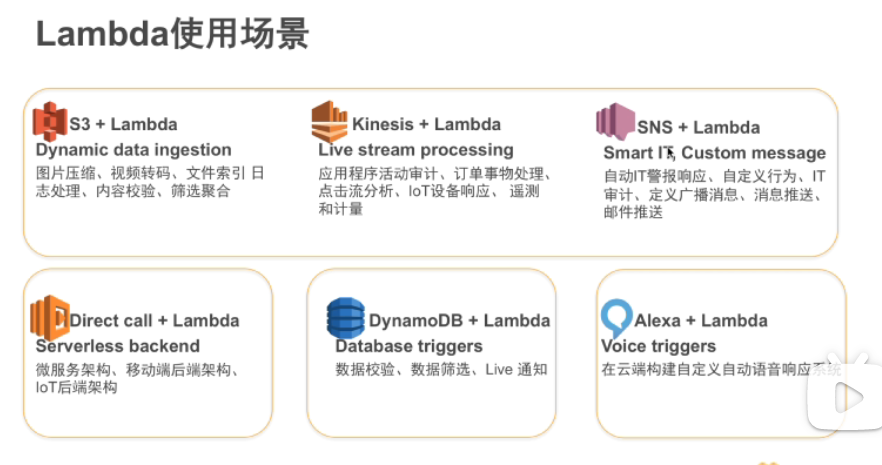 Lambda使用场景
S3 + Lambda
Dynamic data ingestion
图片压缩、视频转码、文件索引 日
志处理、内容校验、筛选聚合
Kinesis + Lambda
Live stream processing
应用程序活动审计、订单事物处理、
点击流分析、IoT设备响应、 遥测
和计量
SNS + Lambda
Smart IT, Custom message
自动IT警报响应、自定义行为、IT
审计、定义广播消息、消息推送、
邮件推送
Direct call + Lambda
Serverless backend
微服务架构、移动端后端架构、
IoT后端架构
DynamoDB + Lambda
Database triggers
数据校验、数据筛选、Live 通知
Alexa + Lambda
Voice triggers
在云端构建自定义自动语音响应系统